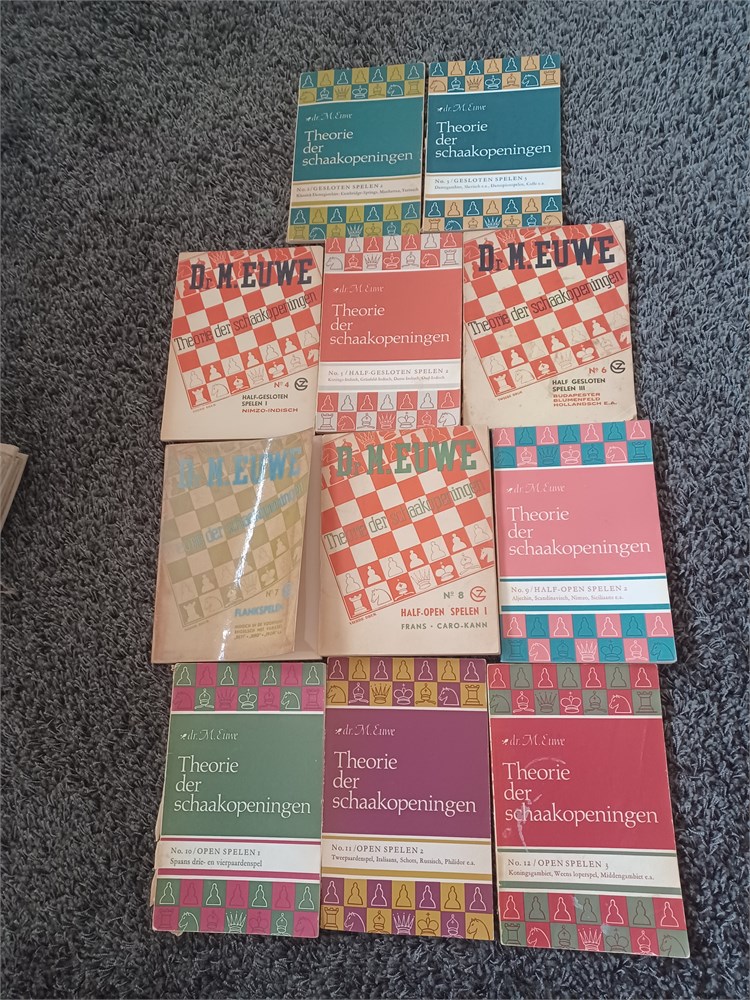 dr. M. Euwe
Theorie
der
schaakopeningen
GESLOTEN SPELEN 2
dr. M. Euwe
Theorie
der
schaakopeningen
No. 3/GESLOTEN SPELEN 3
Dr M. EUWE
Theorie der schaakopeningen
No 4
HALF-GESLOTEN
SPELEN I
NIMZO-INDISCH
dr. M. Euwe
Theorie
der
schaakopeningen
No. 5/HALF-GESLOTEN SPELEN 2
Dr M. EUWE
Theorie der schaakopeningen
No 6
HALF GESLOTEN
SPELEN III
BUDAPESTER
BLUMENFELD
HOLLANDSCH E.A.
Dr M. EUWE
der schaakopeningen
No 7
FLANKSPELEN
Dr M. EUWE
Theorie der schaakopeningen
No 8
HALF-OPEN SPELEN I
FRANS - CARO-KANN
dr. M. Euwe
Theorie
der
schaakopeningen
No. 9/HALF-OPEN SPELEN 2
Aljechin, Scandinavisch, Nimzo, Siciliaans e.a.
dr. M. Euwe
Theorie
der
schaakopeningen
No. 10/OPEN SPELEN 1
Spaans drie- en vierpaardenspel
dr. M. Euwe
Theorie
der
schaakopeningen
No. 11/OPEN SPELEN 2
Tweepaardenspel, Italiaans, Schots, Russisch, Philidor e.a.
dr. M. Euwe
Theorie
der
schaakopeningen
No. 12/OPEN SPELEN 3
Koningsgambiet, Weens loperspel, Middengambiet e.a.